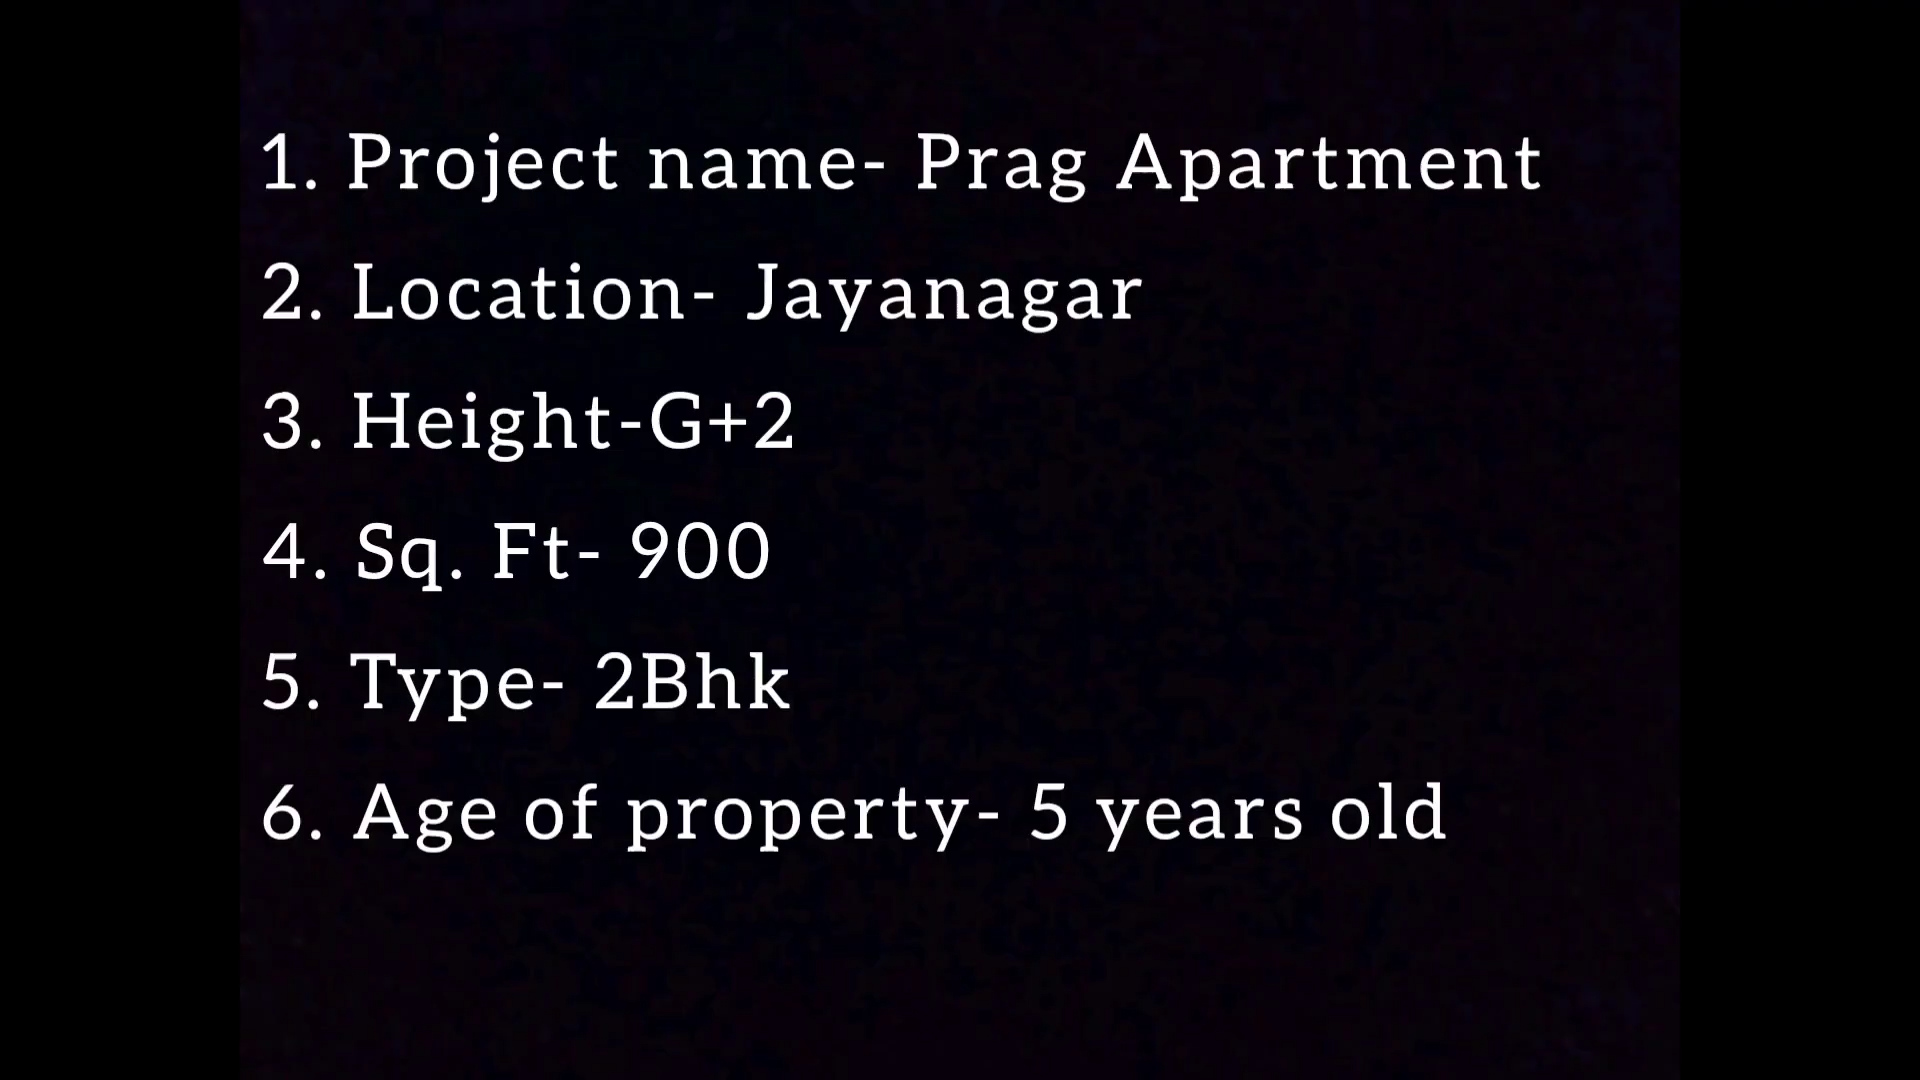 1. Project name- Prag Apartment
2. Location- Jayanagar
3. Height-G+2
4. Sq. Ft- 900
5. Type- 2Bhk
6. Age of property- 5 years old